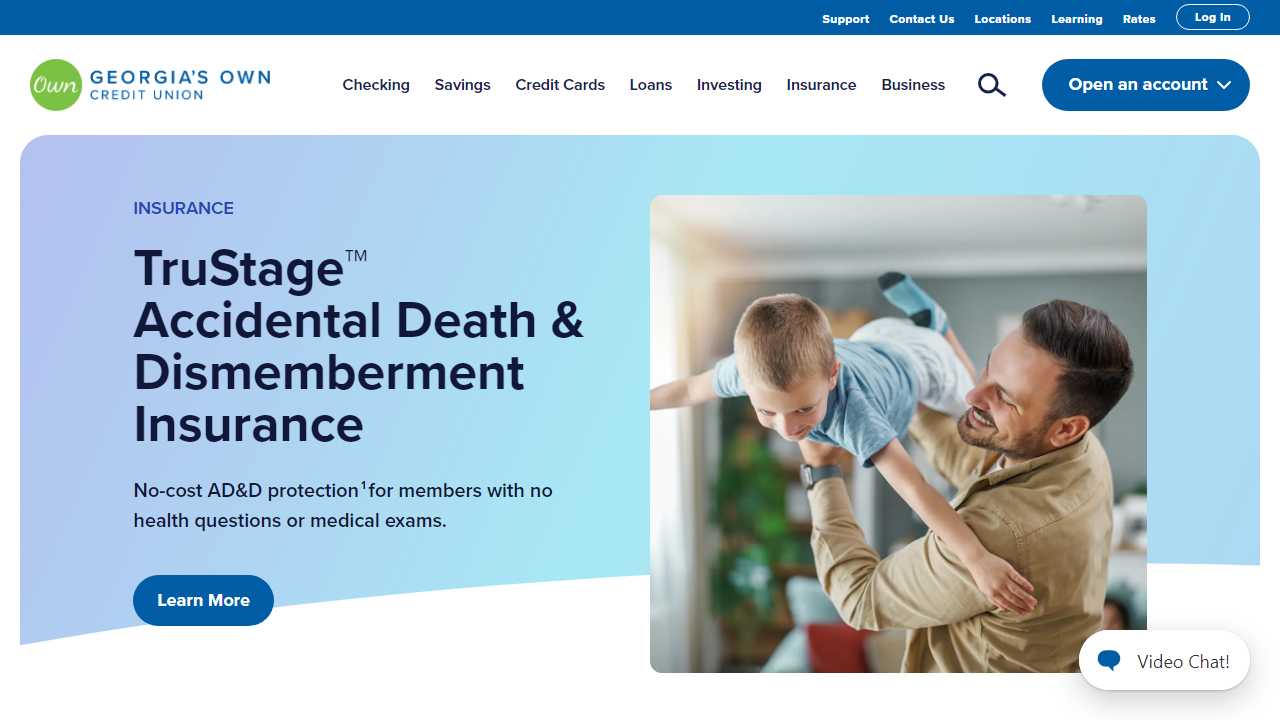 Support Contact Us Locations Learning Rates Log In
Own GEORGIA'S OWN
CREDIT UNION
Checking Savings Credit Cards Loans Investing Insurance Business
Open an account
INSURANCE
TruStage™
Accidental Death &
Dismemberment
Insurance
No-cost AD&D protection¹ for members with no
health questions or medical exams.
Learn More
Video Chat!